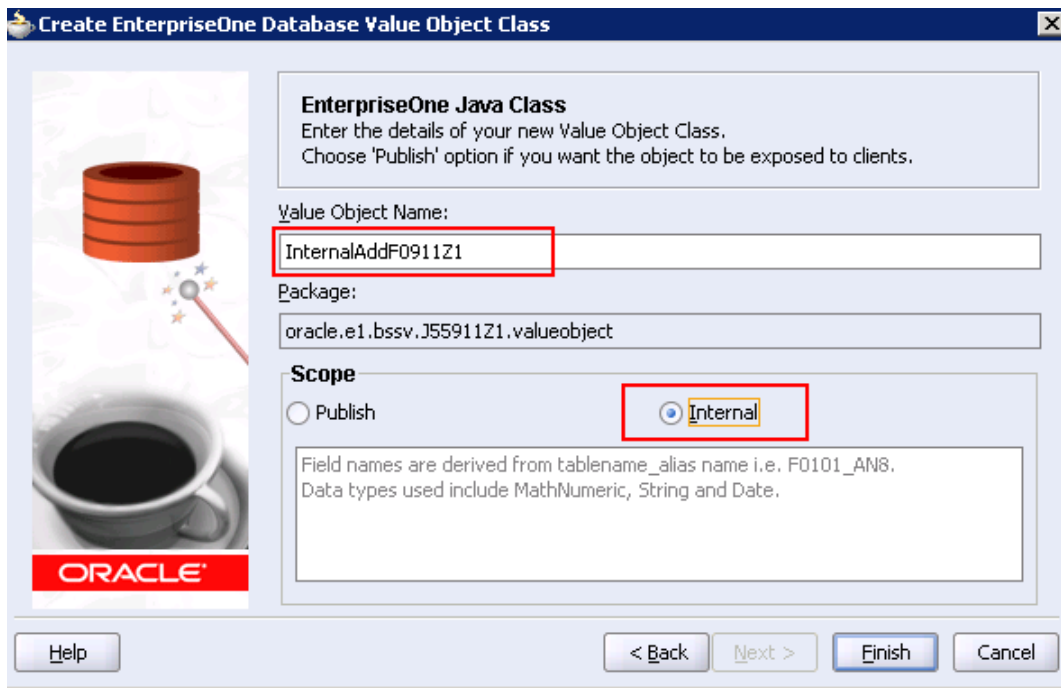 Create EnterpriseOne Database Value Object Class
EnterpriseOne Java Class
Enter the details of your new Value Object Class.
Choose 'Publish' option if you want the object to be exposed to clients.
Value Object Name:
InternalAddF0911Z1
Package:
oracle.e1.bssv.J55911Z1.valueobject
Scope
Publish
Internal
Field names are derived from tablename_alias name i.e. F0101_AN8.
Data types used include MathNumeric, String and Date.
ORACLE
Help
< Back
Next >
Finish
Cancel